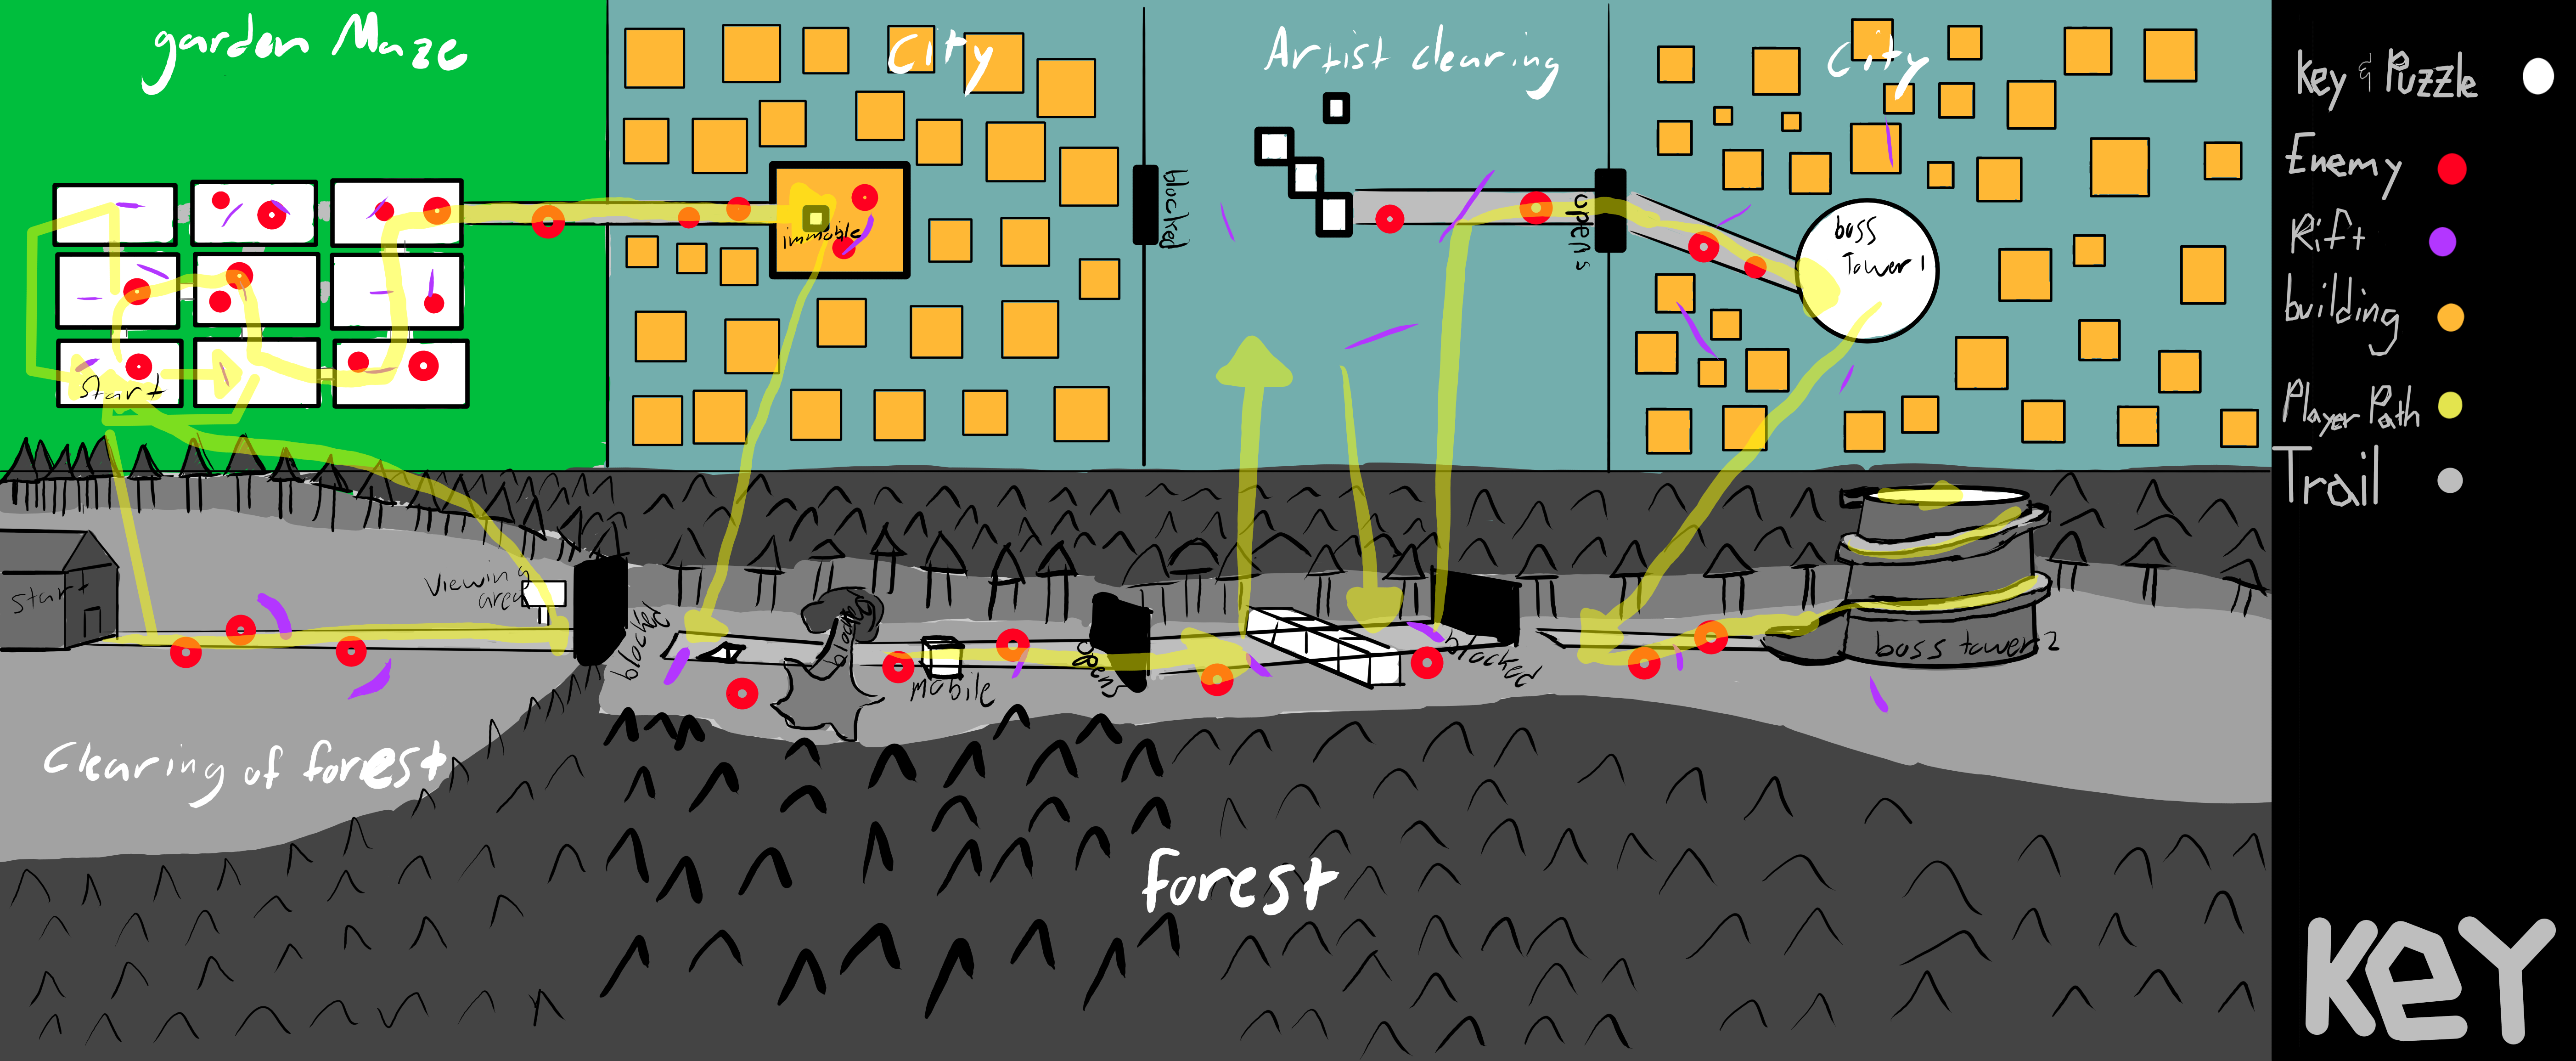 garden Maze
City
Artist clearing
City
Key & Puzzle
Enemy
Rift
building
Player Path
Trail
blocked
opens
immobile
boss
Tower 1
Start
start
Viewing
area
blocked
blocked
mobile
opens
blocked
boss tower 2
Clearing of forest
forest
KEY